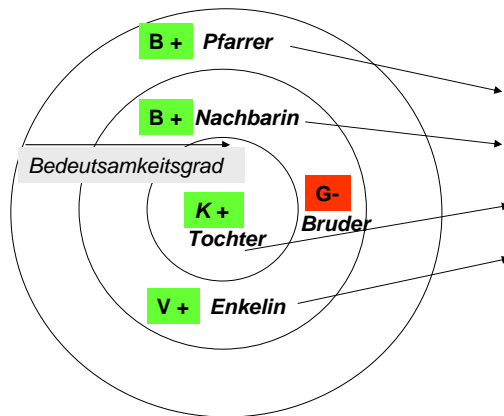 B + Pfarrer
B + Nachbarin
Bedeutsamkeitsgrad
K +
Tochter
G-
Bruder
V + Enkelin